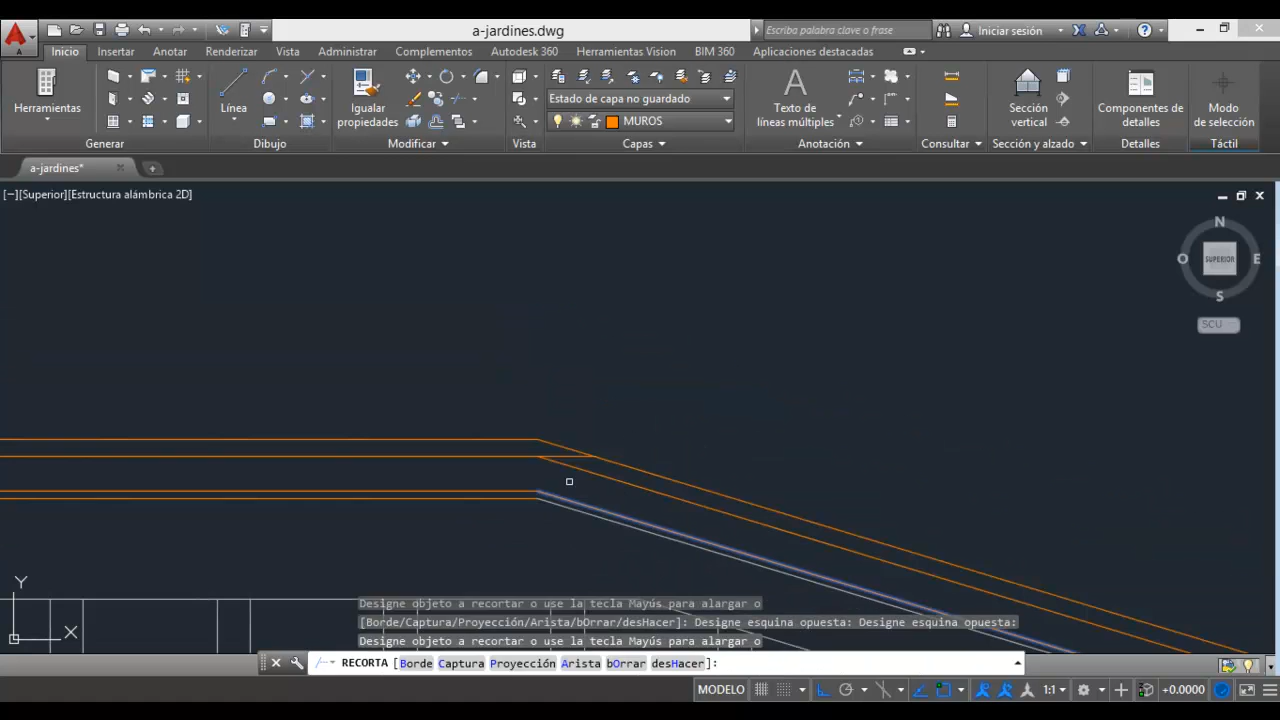 a-jardines.dwg
Escriba palabra clave o frase
Iniciar sesión
A
Inicio
Insertar
Anotar
Renderizar
Vista
Administrar
Complementos
Autodesk 360
Herramientas Vision
BIM 360
Aplicaciones destacadas
Herramientas
Línea
Igualar
propiedades
Estado de capa no guardado
MUROS
Texto de
líneas múltiples
Sección
vertical
Componentes de
detalles
Modo
de selección
General
Dibujo
Modificar
Vista
Capas
Anotación
Consultar
Sección y alzado
Detalles
Táctil
a-jardines*
[−][Superior][Estructura alámbrica 2D]
N
O
SUPERIOR
E
S
SCU
Y
X
Designe objeto a recortar o use la tecla Mayús para alargar o
[Borde/Captura/Proyección/Arista/bOrrar/desHacer]: Designe esquina opuesta: Designe esquina opuesta:
Designe objeto a recortar o use la tecla Mayús para alargar o
RECORTA [Borde Captura Proyección Arista bOrrar desHacer]:
MODELO
1:1
+0.0000